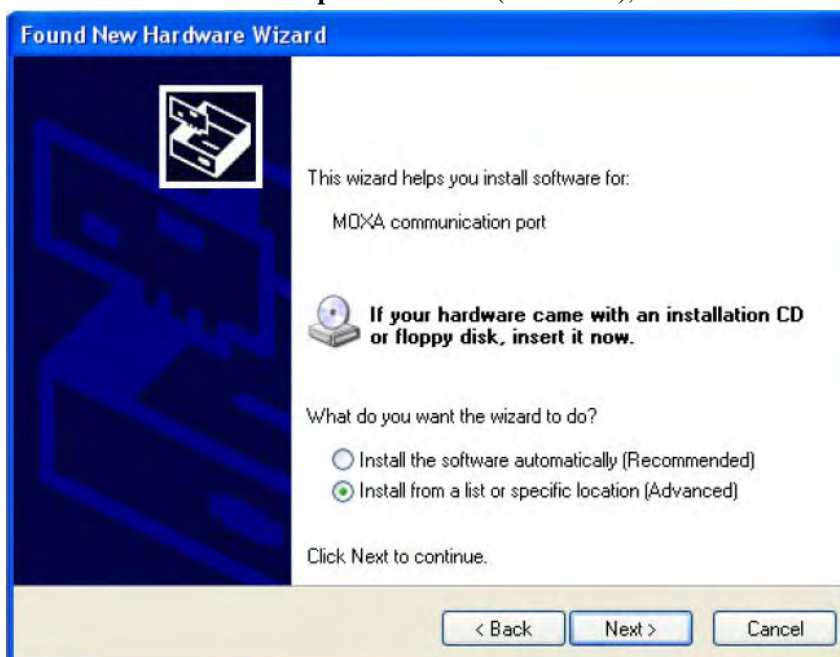 Found New Hardware Wizard
This wizard helps you install software for:
MOXA communication port
If your hardware came with an installation CD
or floppy disk, insert it now.
What do you want the wizard to do?
Install the software automatically (Recommended)
Install from a list or specific location (Advanced)
Click Next to continue.
< Back
Next >
Cancel